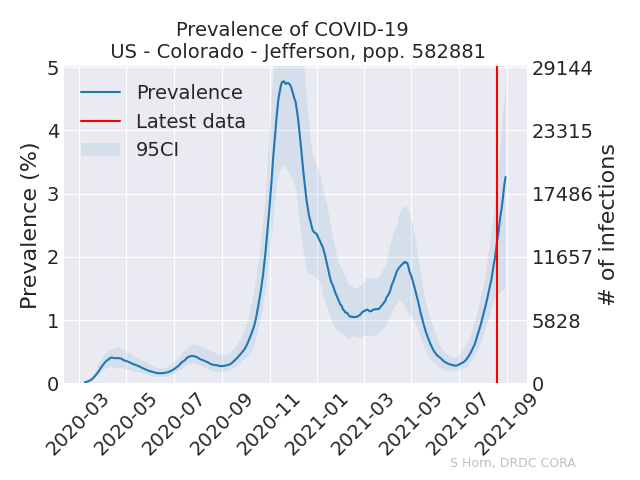 Prevalence of COVID-19
US - Colorado - Jefferson, pop. 582881
Prevalence
Latest data
95CI
Prevalence (%)
5
4
3
2
1
0
29144
23315
17486
11657
5828
0
# of infections
2020-03
2020-05
2020-07
2020-09
2020-11
2021-01
2021-03
2021-05
2021-07
2021-09
S Horn, DRDC CORA